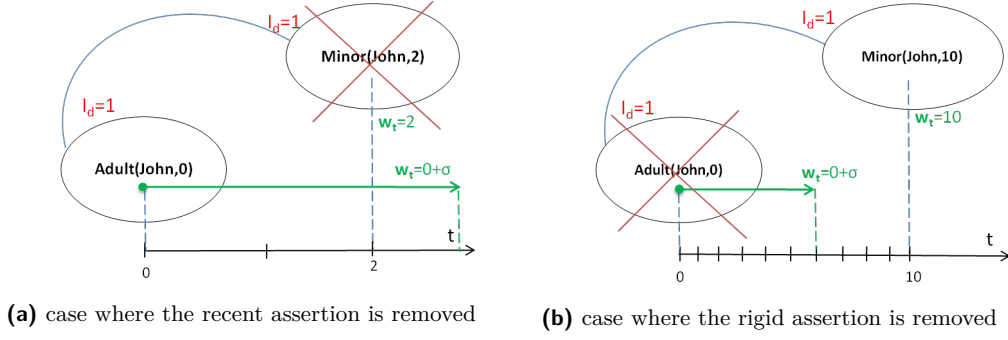 I_d=1
Minor(John,2)
I_d=1
w_t=2
Adult(John,0)
w_t=0+σ
t
0
2
(a) case where the recent assertion is removed
I_d=1
Minor(John,10)
I_d=1
w_t=10
Adult(John,0)
w_t=0+σ
t
0
10
(b) case where the rigid assertion is removed